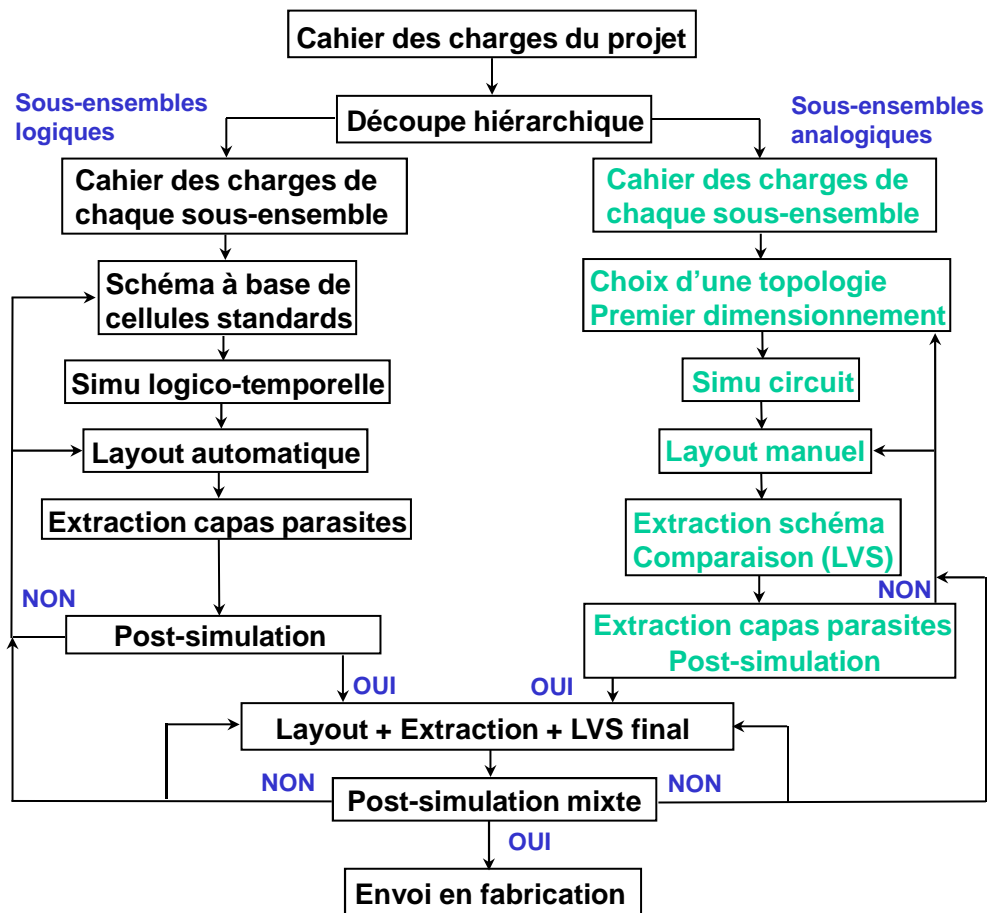 Cahier des charges du projet
Sous-ensembles
logiques
Découpe hiérarchique
Sous-ensembles
analogiques
Cahier des charges de
chaque sous-ensemble
Cahier des charges de
chaque sous-ensemble
Schéma à base de
cellules standards
Choix d'une topologie
Premier dimensionnement
Simu logico-temporelle
Simu circuit
Layout automatique
Layout manuel
Extraction capas parasites
Extraction schéma
Comparaison (LVS)
NON
NON
Post-simulation
Extraction capas parasites
Post-simulation
OUI
OUI
Layout + Extraction + LVS final
NON
NON
Post-simulation mixte
OUI
Envoi en fabrication